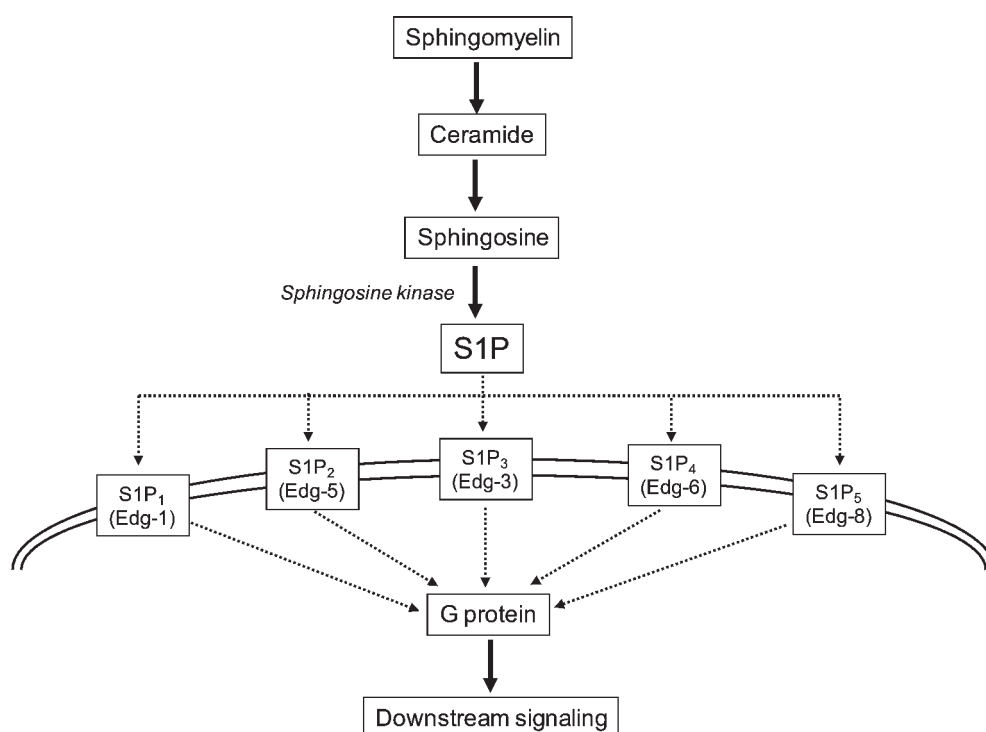 Sphingomyelin
Ceramide
Sphingosine
Sphingosine kinase
S1P
S1P₁
(Edg-1)
S1P₂
(Edg-5)
S1P₃
(Edg-3)
S1P₄
(Edg-6)
S1P₅
(Edg-8)
G protein
Downstream signaling